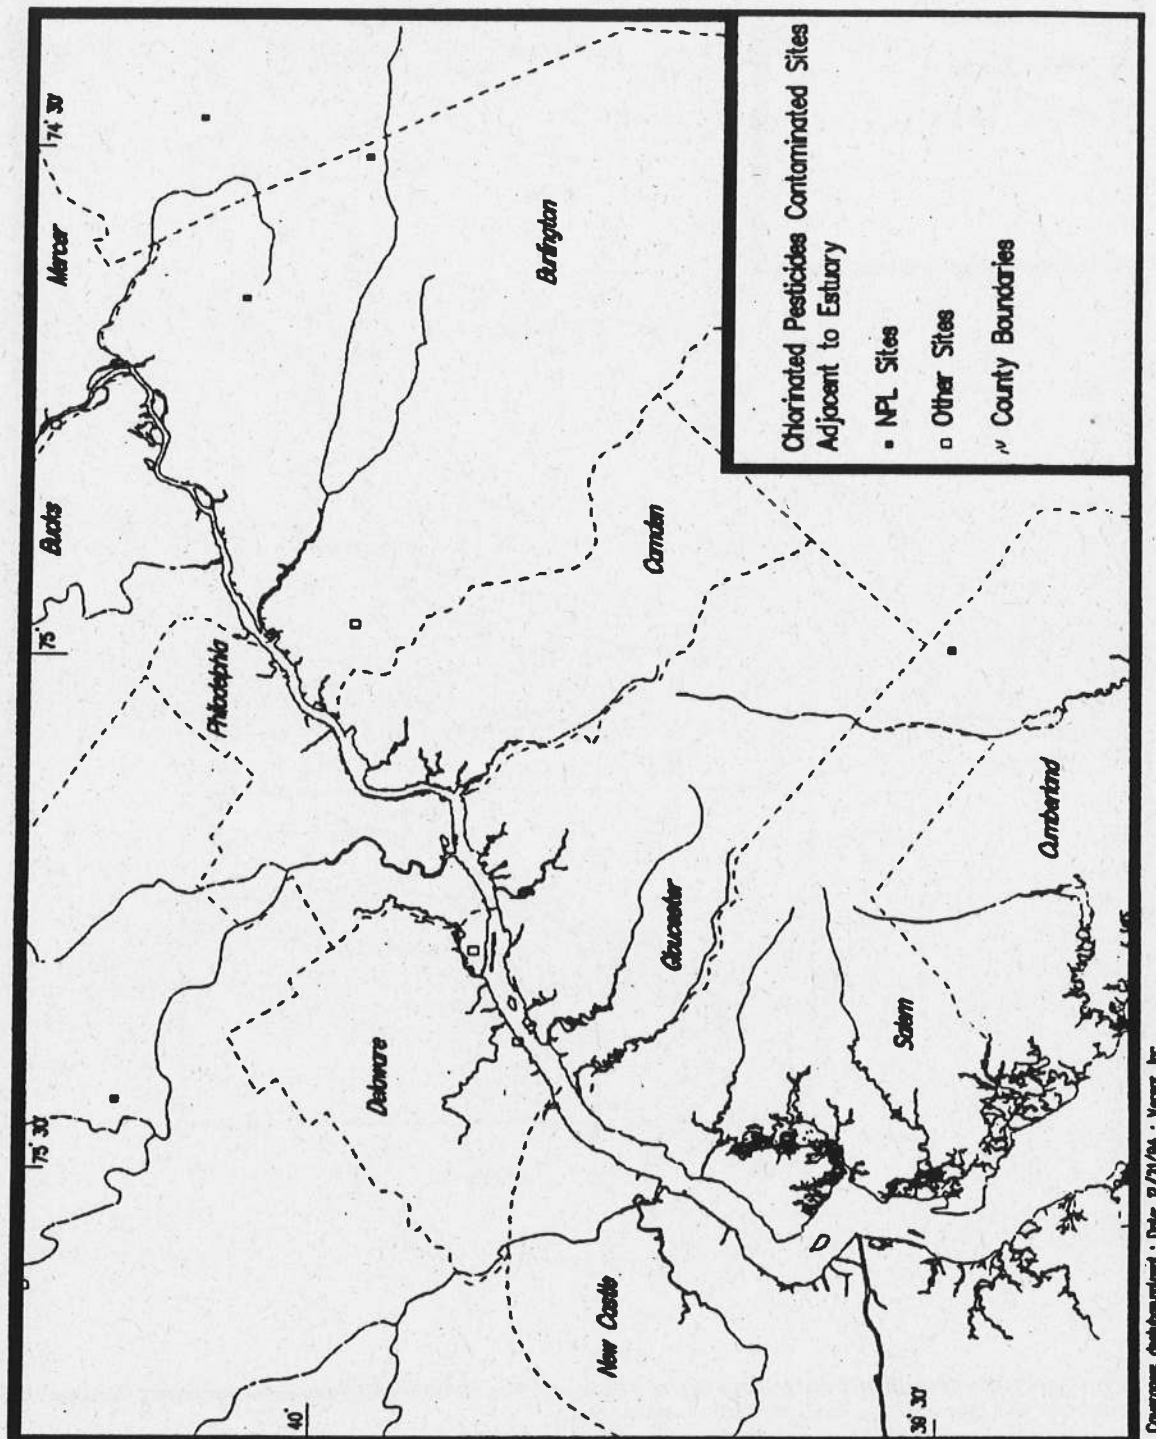 74° 30'
Mercer
Bucks
75°
Philadelphia
Burlington
Camden
Delaware
75° 30'
Gloucester
Cumberland
Salem
New Castle
40°
39° 30'
Chlorinated Pesticides Contaminated Sites
Adjacent to Estuary
NPL Sites
Other Sites
County Boundaries